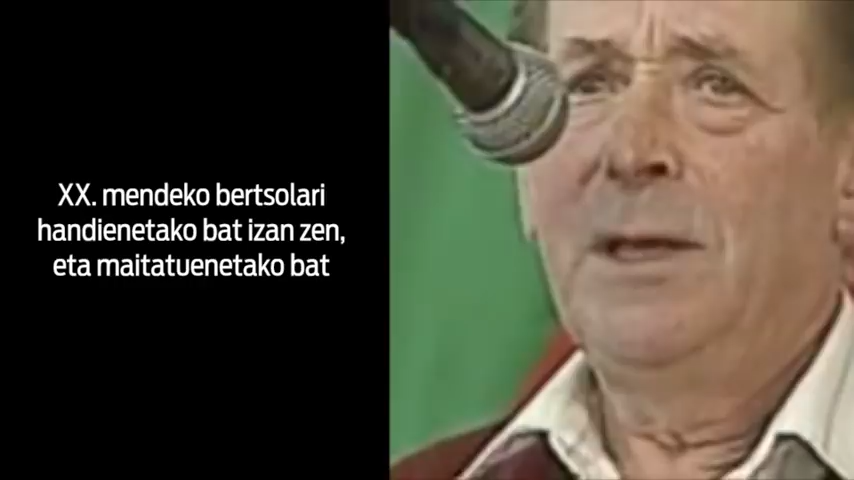 XX. mendeko bertsolari
handienetako bat izan zen,
eta maitatuenetako bat